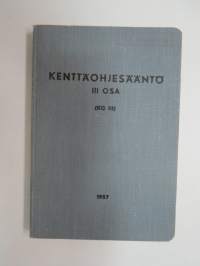 KENTTÄOHJESÄÄNTÖ
III OSA
(KO III)
1957